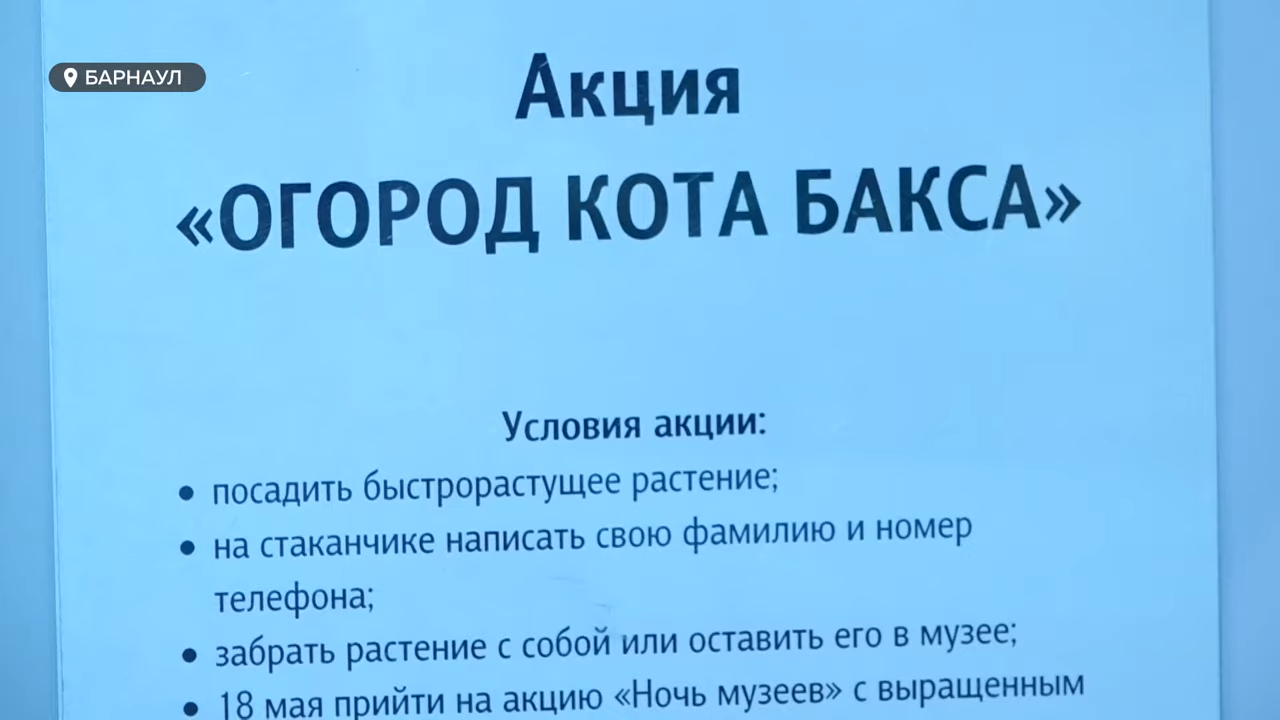 БАРНАУЛ
Акция
«ОГОРОД КОТА БАКСА»
Условия акции:
• посадить быстрорастущее растение;
• на стаканчике написать свою фамилию и номер
телефона;
• забрать растение с собой или оставить его в музее;
• 18 мая прийти на акцию «Ночь музеев» с выращенным